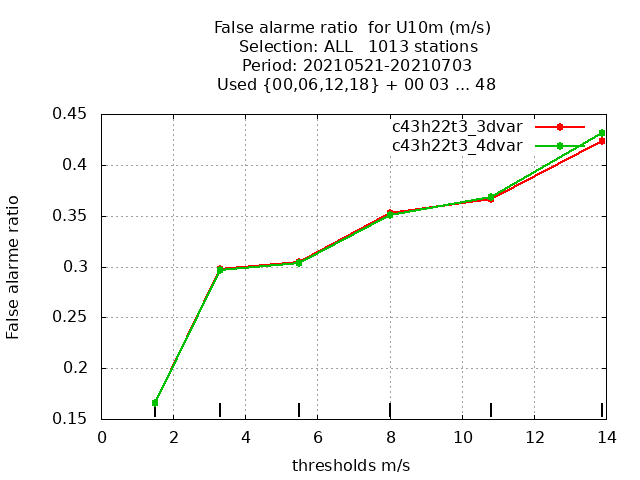 False alarme ratio  for U10m (m/s)
Selection: ALL   1013 stations
Period: 20210521-20210703
Used {00,06,12,18} + 00 03 ... 48
c43h22t3_3dvar
c43h22t3_4dvar
False alarme ratio
0.45
0.4
0.35
0.3
0.25
0.2
0.15
0 2 4 6 8 10 12 14
thresholds m/s